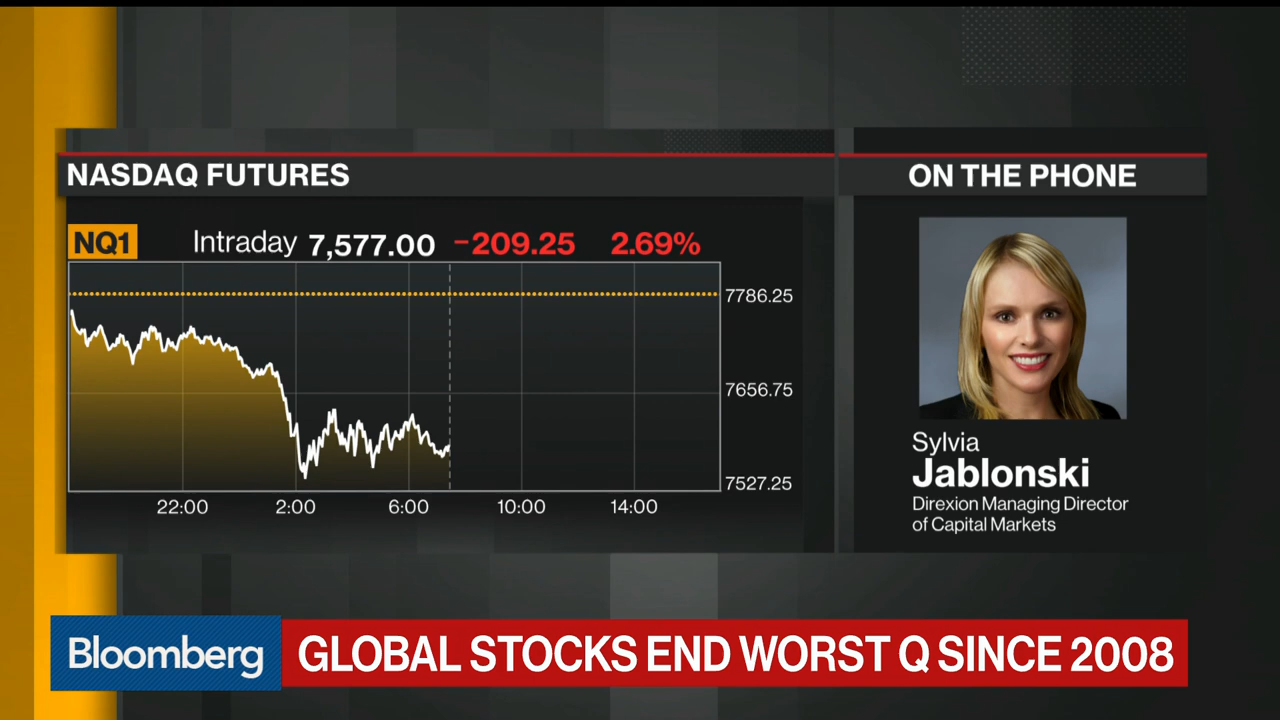 NASDAQ FUTURES
NQ1 Intraday 7,577.00 -209.25 2.69%
7786.25
7656.75
7527.25
22:00 2:00 6:00 10:00 14:00
ON THE PHONE
Sylvia
Jablonski
Direxion Managing Director
of Capital Markets
Bloomberg
GLOBAL STOCKS END WORST Q SINCE 2008